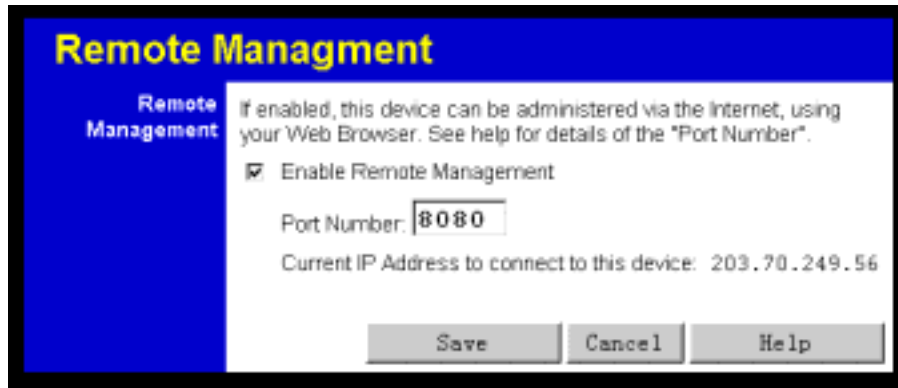 Remote Managment
Remote
Management
If enabled, this device can be administered via the Internet, using
your Web Browser. See help for details of the "Port Number".
Enable Remote Management
Port Number: 8080
Current IP Address to connect to this device: 203.70.249.56
Save Cancel Help